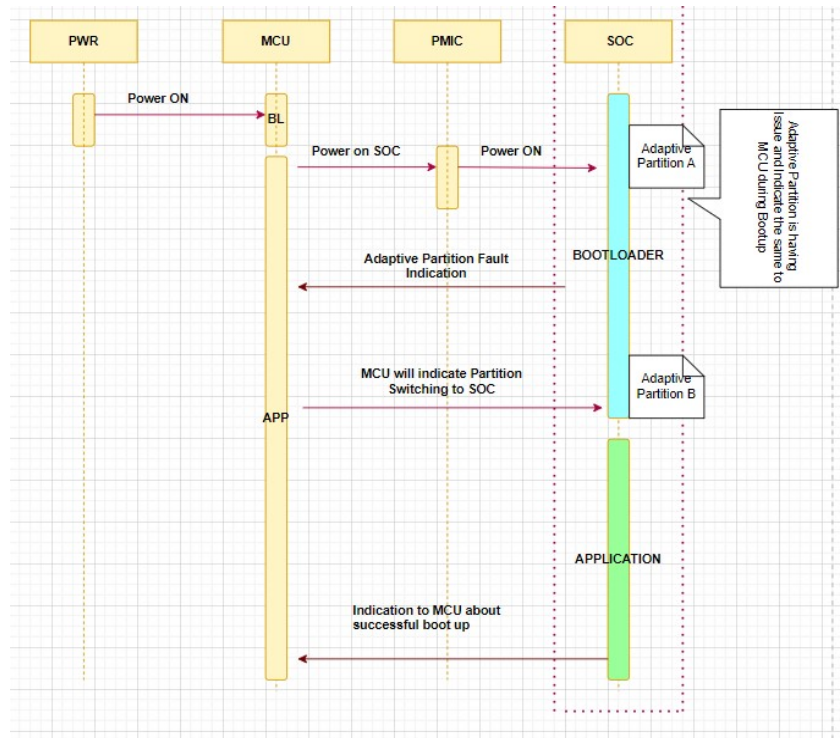 PWR
MCU
PMIC
SOC
Power ON
BL
Power on SOC
Power ON
Adaptive
Partition A
Adaptive Partition is having
Issue and Indicate the same to
MCU during Bootup
BOOTLOADER
Adaptive Partition Fault
Indication
MCU will indicate Partition
Switching to SOC
Adaptive
Partition B
APP
APPLICATION
Indication to MCU about
successful boot up